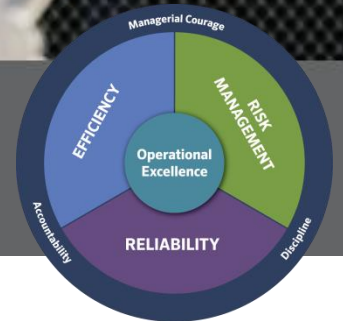 Managerial Courage
EFFICIENCY
RISK
MANAGEMENT
Operational
Excellence
RELIABILITY
Accountability
Discipline